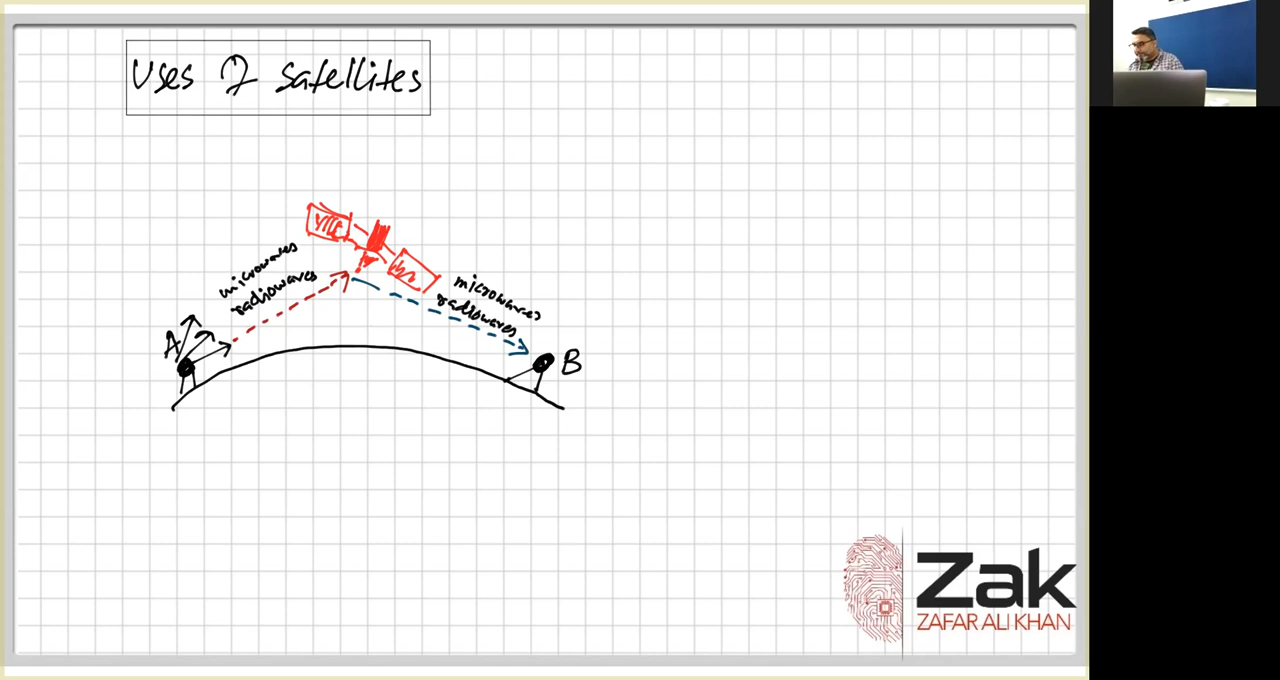 Uses of satellites
microwaves
radiowaves
microwaves
radiowaves
A
B
Zak
ZAFAR ALI KHAN